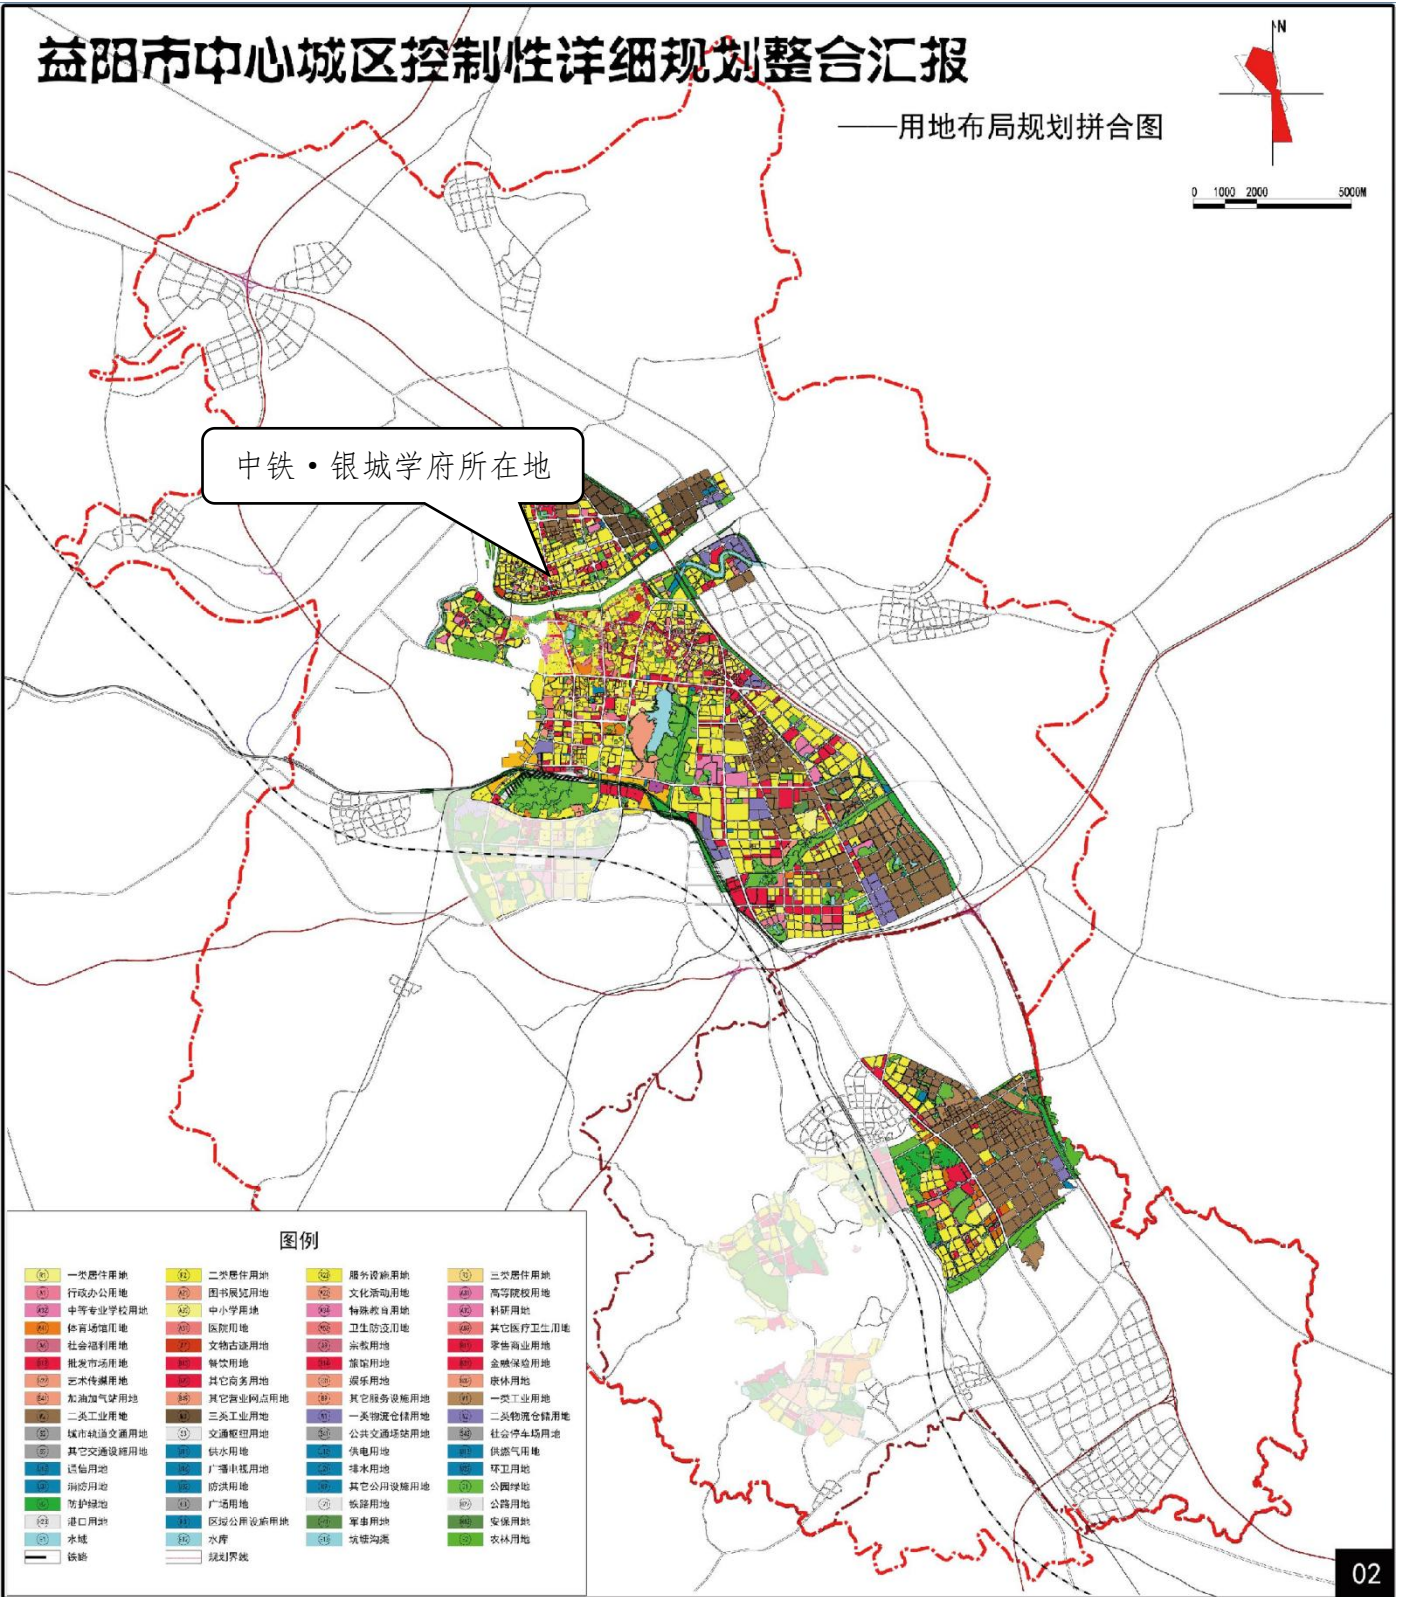 益阳市中心城区控制性详细规划整合汇报
——用地布局规划拼合图
N
0 1000 2000 5000M
中铁·银城学府所在地
图例
一类居住用地 二类居住用地 服务设施用地 三类居住用地
行政办公用地 图书展览用地 文化活动用地 高等院校用地
中等专业学校用地 中小学用地 特殊教育用地 科研用地
体育场馆用地 医院用地 卫生防疫用地 其它医疗卫生用地
社会福利用地 文物古迹用地 宗教用地 零售商业用地
批发市场用地 餐饮用地 旅馆用地 金融保险用地
艺术传媒用地 其它商务用地 娱乐用地 康体用地
加油加气站用地 其它营业网点用地 其它服务设施用地 一类工业用地
二类工业用地 三类工业用地 一类物流仓储用地 二类物流仓储用地
城市轨道交通用地 交通枢纽用地 公共交通场站用地 社会停车场用地
其它交通设施用地 供水用地 供电用地 供燃气用地
通信用地 广播电视用地 排水用地 环卫用地
消防用地 防洪用地 其它公用设施用地 公园绿地
防护绿地 广场用地 铁路用地 公路用地
港口用地 区域公用设施用地 军事用地 安保用地
水域 水库 坑塘沟渠 农林用地
铁路 规划界线
02